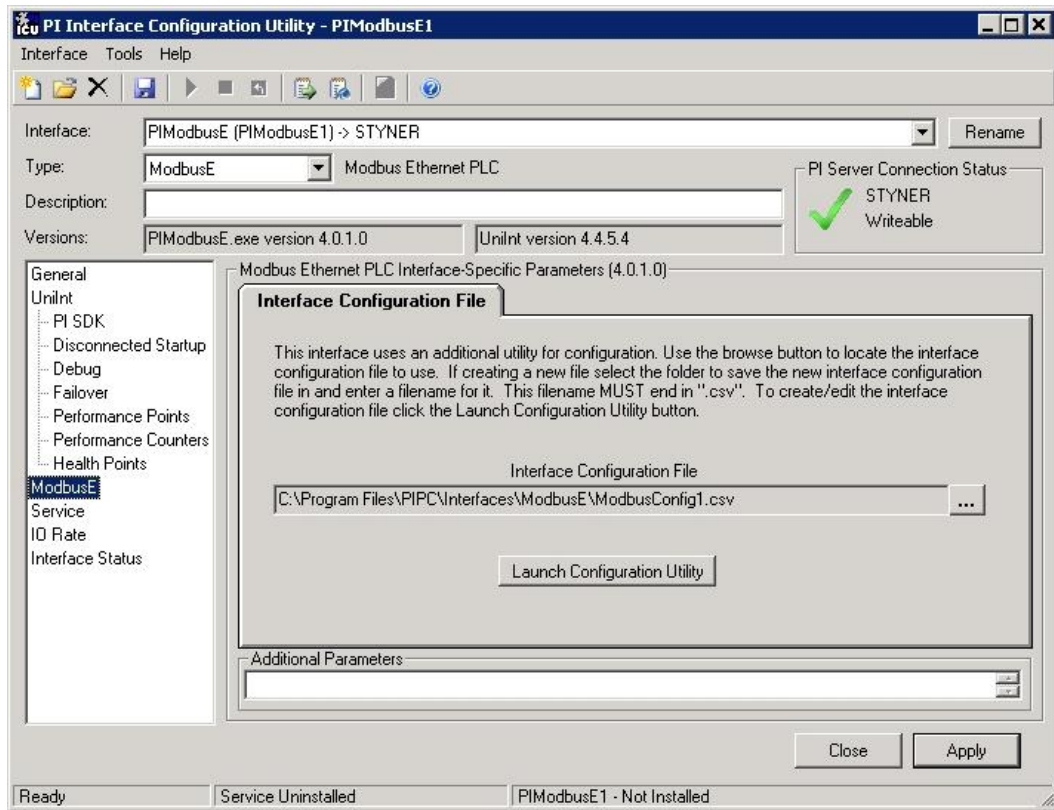 PI Interface Configuration Utility - PIModbusE1
Interface Tools Help
Interface: PIModbusE (PIModbusE1) -> STYNER Rename
Type: ModbusE Modbus Ethernet PLC
PI Server Connection Status
STYNER
Writeable
Description:
Versions: PIModbusE.exe version 4.0.1.0 UniInt version 4.4.5.4
General
UniInt
PI SDK
Disconnected Startup
Debug
Failover
Performance Points
Performance Counters
Health Points
ModbusE
Service
IO Rate
Interface Status
Modbus Ethernet PLC Interface-Specific Parameters (4.0.1.0)
Interface Configuration File
This interface uses an additional utility for configuration. Use the browse button to locate the interface
configuration file to use. If creating a new file select the folder to save the new interface configuration
file in and enter a filename for it. This filename MUST end in ".csv". To create/edit the interface
configuration file click the Launch Configuration Utility button.
Interface Configuration File
C:\Program Files\PIPC\Interfaces\ModbusE\ModbusConfig1.csv ...
Launch Configuration Utility
Additional Parameters
Close Apply
Ready Service Uninstalled PIModbusE1 - Not Installed